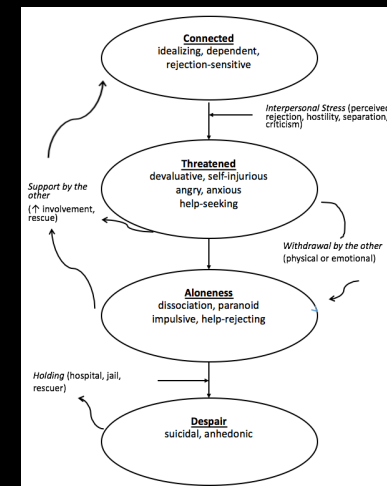 Connected
idealizing, dependent,
rejection-sensitive
Interpersonal Stress (perceived
rejection, hostility, separation,
criticism)
Threatened
devaluative, self-injurious
angry, anxious
help-seeking
Support by the
other
(↑ involvement,
rescue)
Withdrawal by the other
(physical or emotional)
Aloneness
dissociation, paranoid
impulsive, help-rejecting
Holding (hospital, jail,
rescuer)
Despair
suicidal, anhedonic